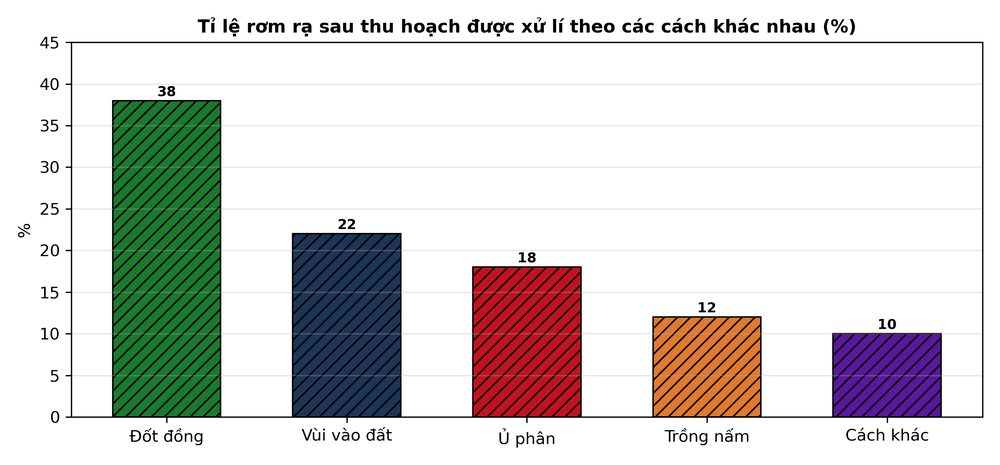 Tỉ lệ rơm rạ sau thu hoạch được xử lí theo các cách khác nhau (%)
%
45
40
35
30
25
20
15
10
5
0
38
22
18
12
10
Đốt đồng
Vùi vào đất
Ủ phân
Trồng nấm
Cách khác